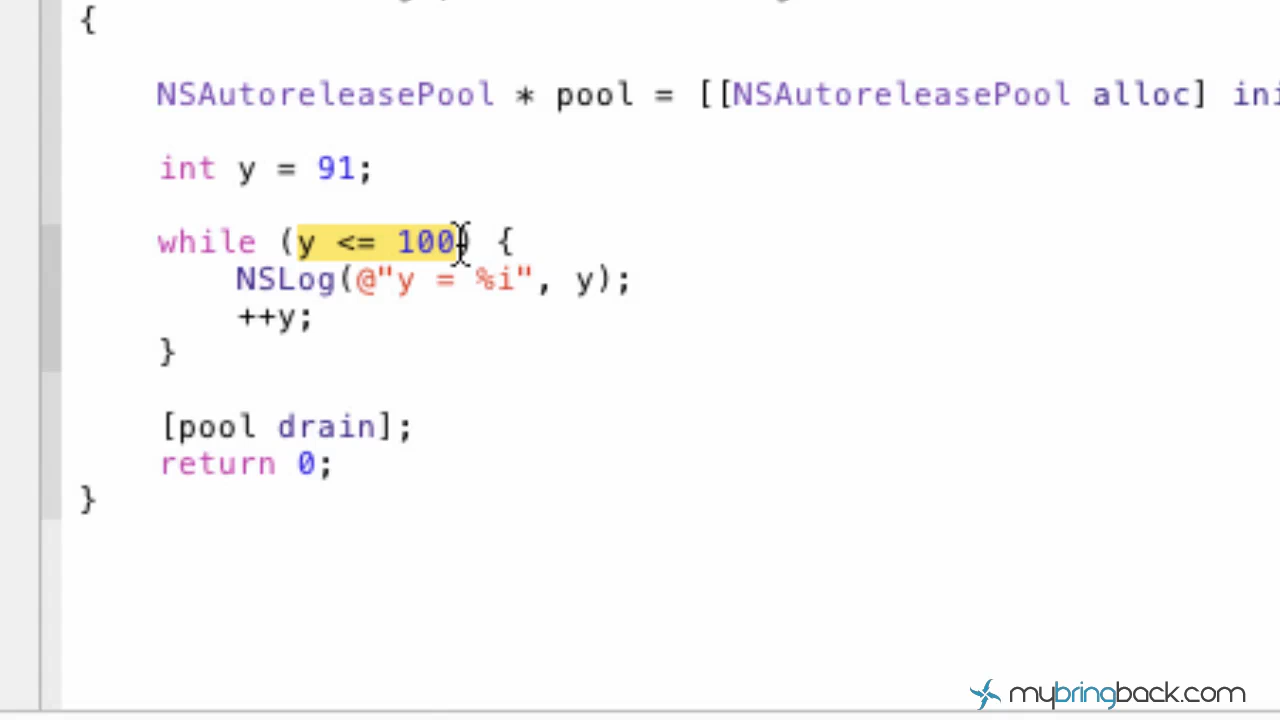 {
NSAutoreleasePool * pool = [[NSAutoreleasePool alloc] ini
int y = 91;
while (y <= 100) {
NSLog(@"y = %i", y);
++y;
}
[pool drain];
return 0;
}
mybringback.com